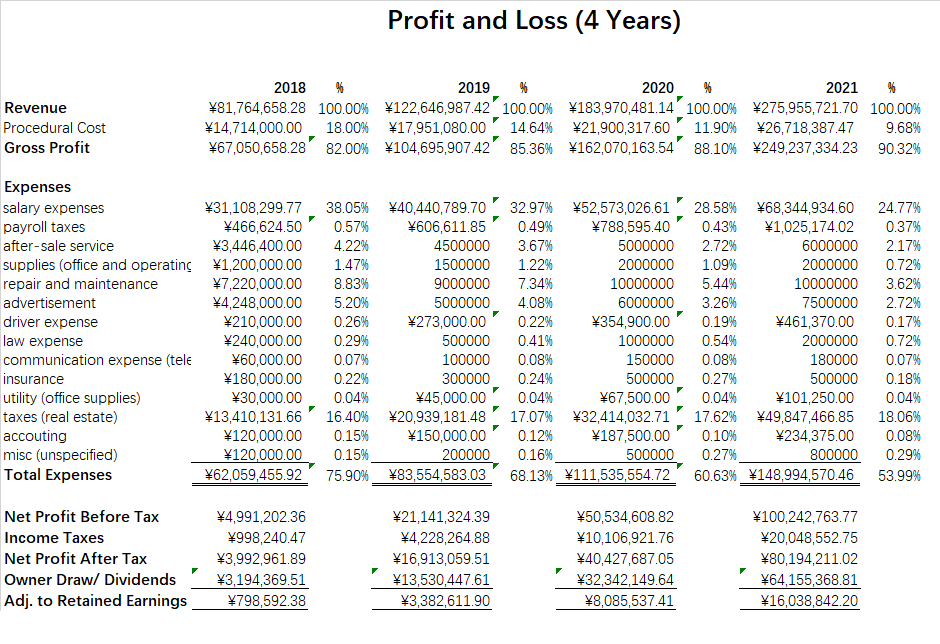 Profit and Loss (4 Years)
2018 % 2019 % 2020 % 2021 %
Revenue ¥81,764,658.28 100.00% ¥122,646,987.42 100.00% ¥183,970,481.14 100.00% ¥275,955,721.70 100.00%
Procedural Cost ¥14,714,000.00 18.00% ¥17,951,080.00 14.64% ¥21,900,317.60 11.90% ¥26,718,387.47 9.68%
Gross Profit ¥67,050,658.28 82.00% ¥104,695,907.42 85.36% ¥162,070,163.54 88.10% ¥249,237,334.23 90.32%
Expenses
salary expenses ¥31,108,299.77 38.05% ¥40,440,789.70 32.97% ¥52,573,026.61 28.58% ¥68,344,934.60 24.77%
payroll taxes ¥466,624.50 0.57% ¥606,611.85 0.49% ¥788,595.40 0.43% ¥1,025,174.02 0.37%
after-sale service ¥3,446,400.00 4.22% 4500000 3.67% 5000000 2.72% 6000000 2.17%
supplies (office and operating ¥1,200,000.00 1.47% 1500000 1.22% 2000000 1.09% 2000000 0.72%
repair and maintenance ¥7,220,000.00 8.83% 9000000 7.34% 10000000 5.44% 10000000 3.62%
advertisement ¥4,248,000.00 5.20% 5000000 4.08% 6000000 3.26% 7500000 2.72%
driver expense ¥210,000.00 0.26% ¥273,000.00 0.22% ¥354,900.00 0.19% ¥461,370.00 0.17%
law expense ¥240,000.00 0.29% 500000 0.41% 1000000 0.54% 2000000 0.72%
communication expense (tele ¥60,000.00 0.07% 100000 0.08% 150000 0.08% 180000 0.07%
insurance ¥180,000.00 0.22% 300000 0.24% 500000 0.27% 500000 0.18%
utility (office supplies) ¥30,000.00 0.04% ¥45,000.00 0.04% ¥67,500.00 0.04% ¥101,250.00 0.04%
taxes (real estate) ¥13,410,131.66 16.40% ¥20,939,181.48 17.07% ¥32,414,032.71 17.62% ¥49,847,466.85 18.06%
accouting ¥120,000.00 0.15% ¥150,000.00 0.12% ¥187,500.00 0.10% ¥234,375.00 0.08%
misc (unspecified) ¥120,000.00 0.15% 200000 0.16% 500000 0.27% 800000 0.29%
Total Expenses ¥62,059,455.92 75.90% ¥83,554,583.03 68.13% ¥111,535,554.72 60.63% ¥148,994,570.46 53.99%
Net Profit Before Tax ¥4,991,202.36 ¥21,141,324.39 ¥50,534,608.82 ¥100,242,763.77
Income Taxes ¥998,240.47 ¥4,228,264.88 ¥10,106,921.76 ¥20,048,552.75
Net Profit After Tax ¥3,992,961.89 ¥16,913,059.51 ¥40,427,687.05 ¥80,194,211.02
Owner Draw/ Dividends ¥3,194,369.51 ¥13,530,447.61 ¥32,342,149.64 ¥64,155,368.81
Adj. to Retained Earnings ¥798,592.38 ¥3,382,611.90 ¥8,085,537.41 ¥16,038,842.20